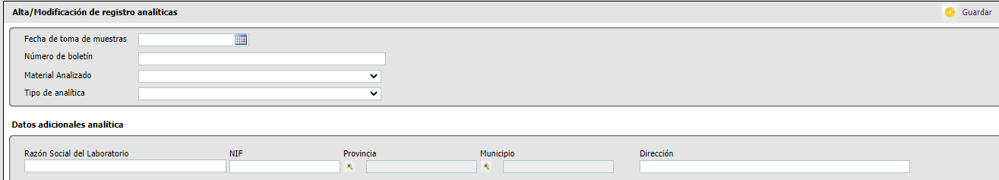 Alta/Modificación de registro analíticas Guardar
Fecha de toma de muestras
Número de boletín
Material Analizado
Tipo de analítica
Datos adicionales analítica
Razón Social del Laboratorio NIF Provincia Municipio Dirección